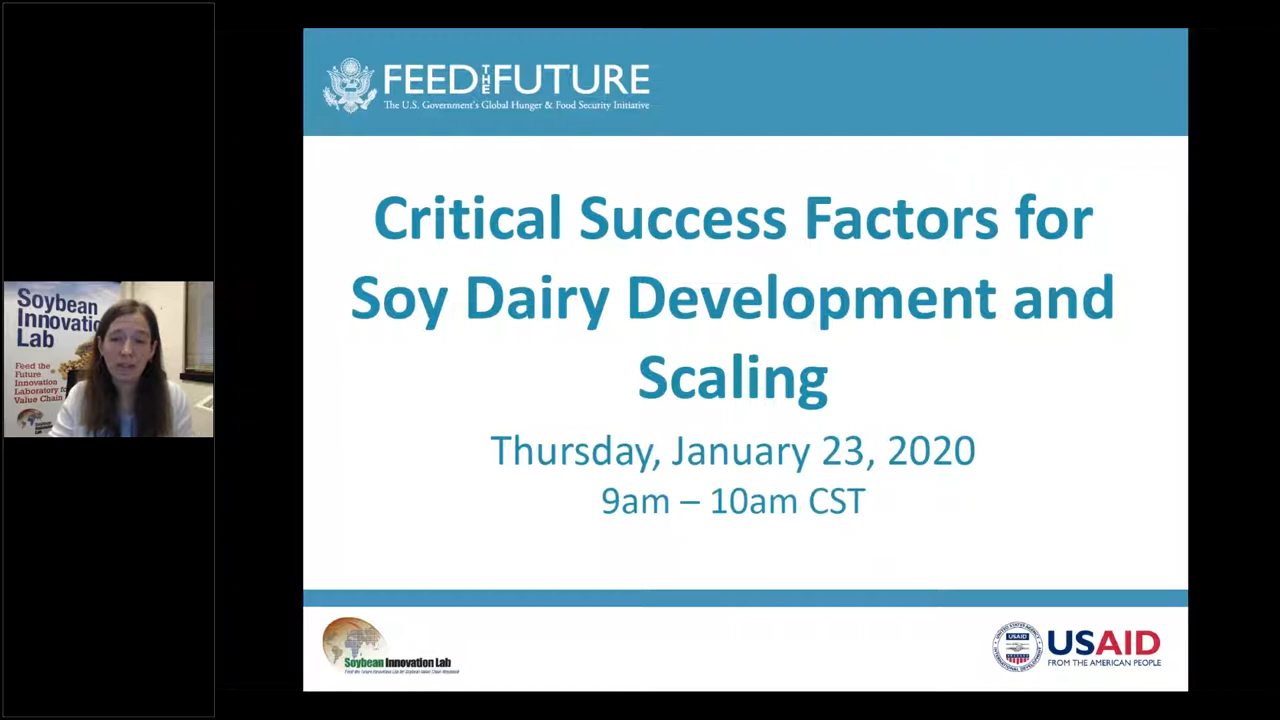 FEED THE FUTURE
The U.S. Government's Global Hunger & Food Security Initiative
Critical Success Factors for
Soy Dairy Development and
Scaling
Thursday, January 23, 2020
9am – 10am CST
Soybean
Innovatio
Lab
Feed the
Future
Innovation
Laboratory fo
Value Chain
Soybean Innovation Lab
USAID
USAID
FROM THE AMERICAN PEOPLE